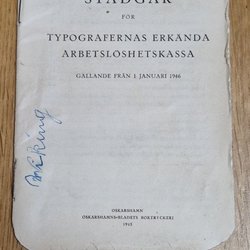 STADGAR
FÖR
TYPOGRAFERNAS ERKÄNDA
ARBETSLÖSHETSKASSA
GÄLLANDE FRÅN 1 JANUARI 1946
OSKARSHAMN
OSKARSHAMNS-BLADETS BOKTRYCKERI
1945